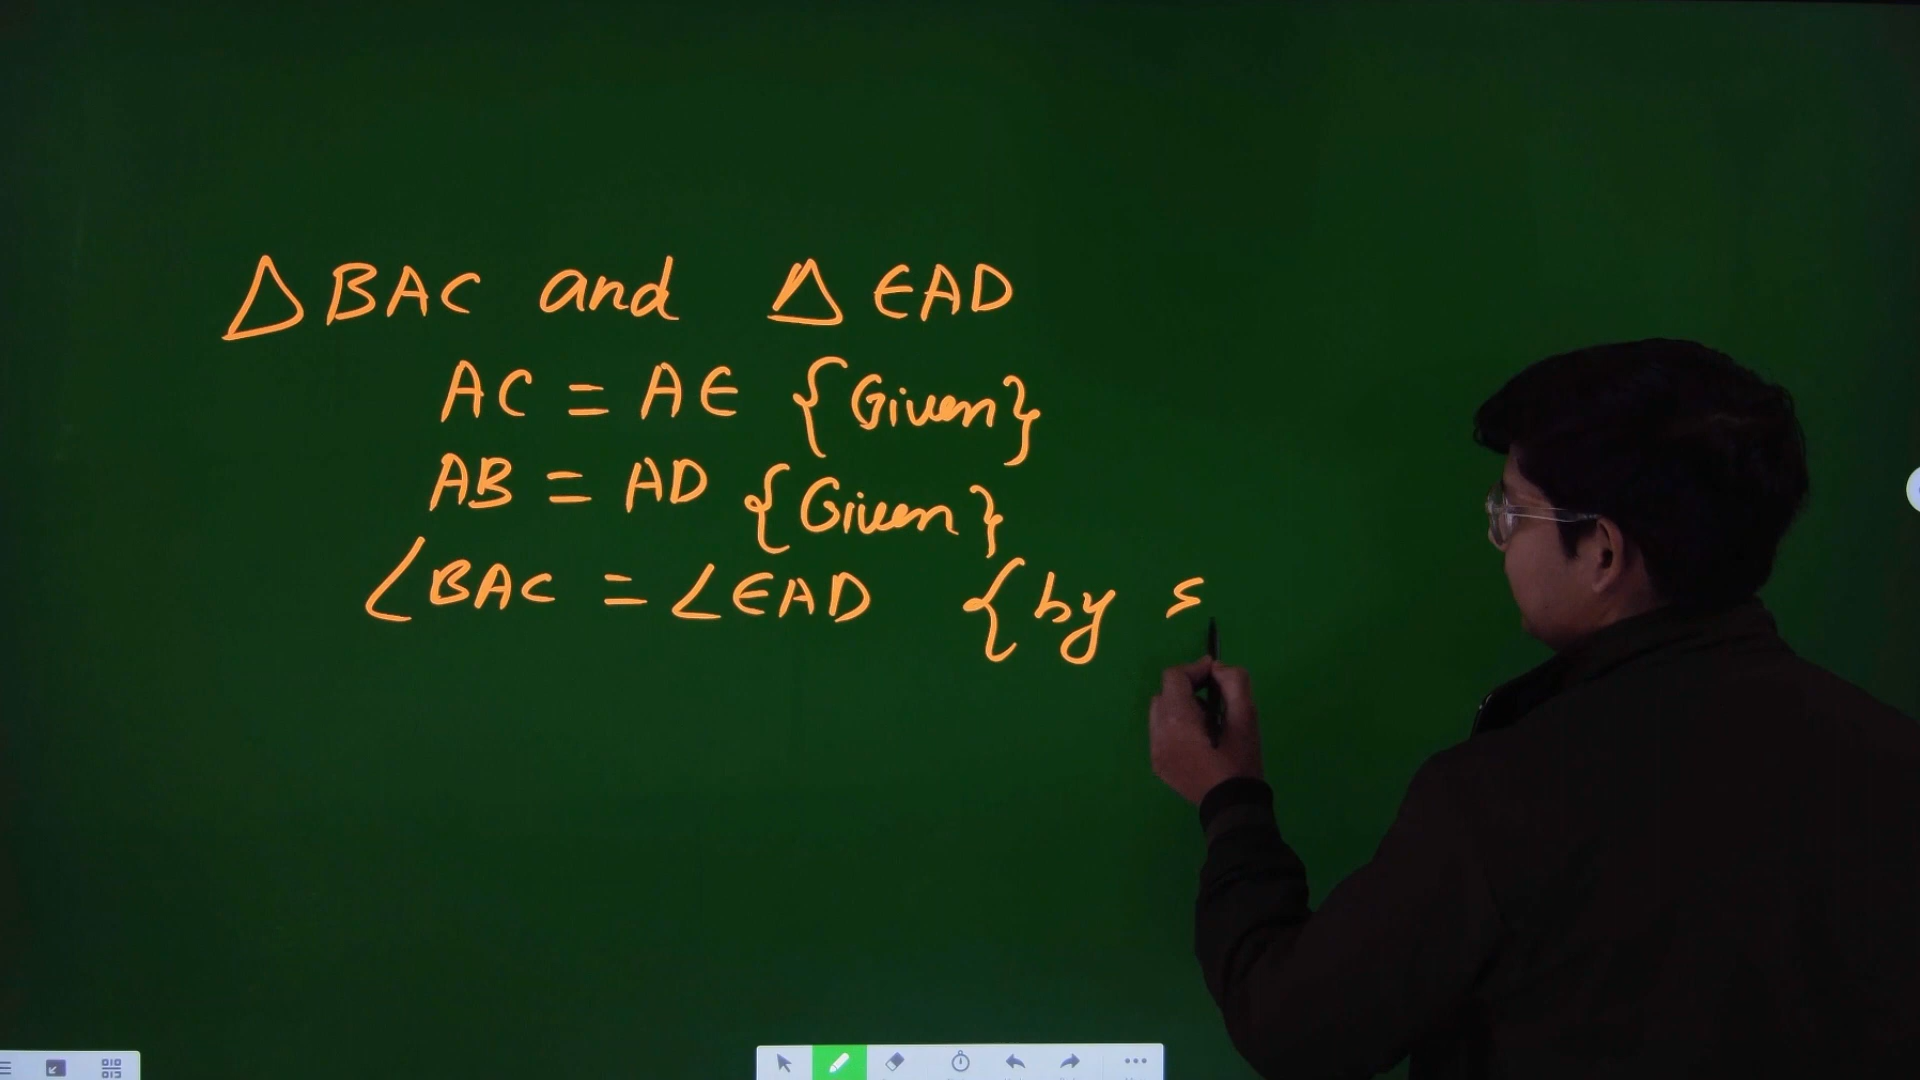 △ BAC and △ EAD
AC = AE {Given}
AB = AD {Given}
∠BAC = ∠EAD {by s